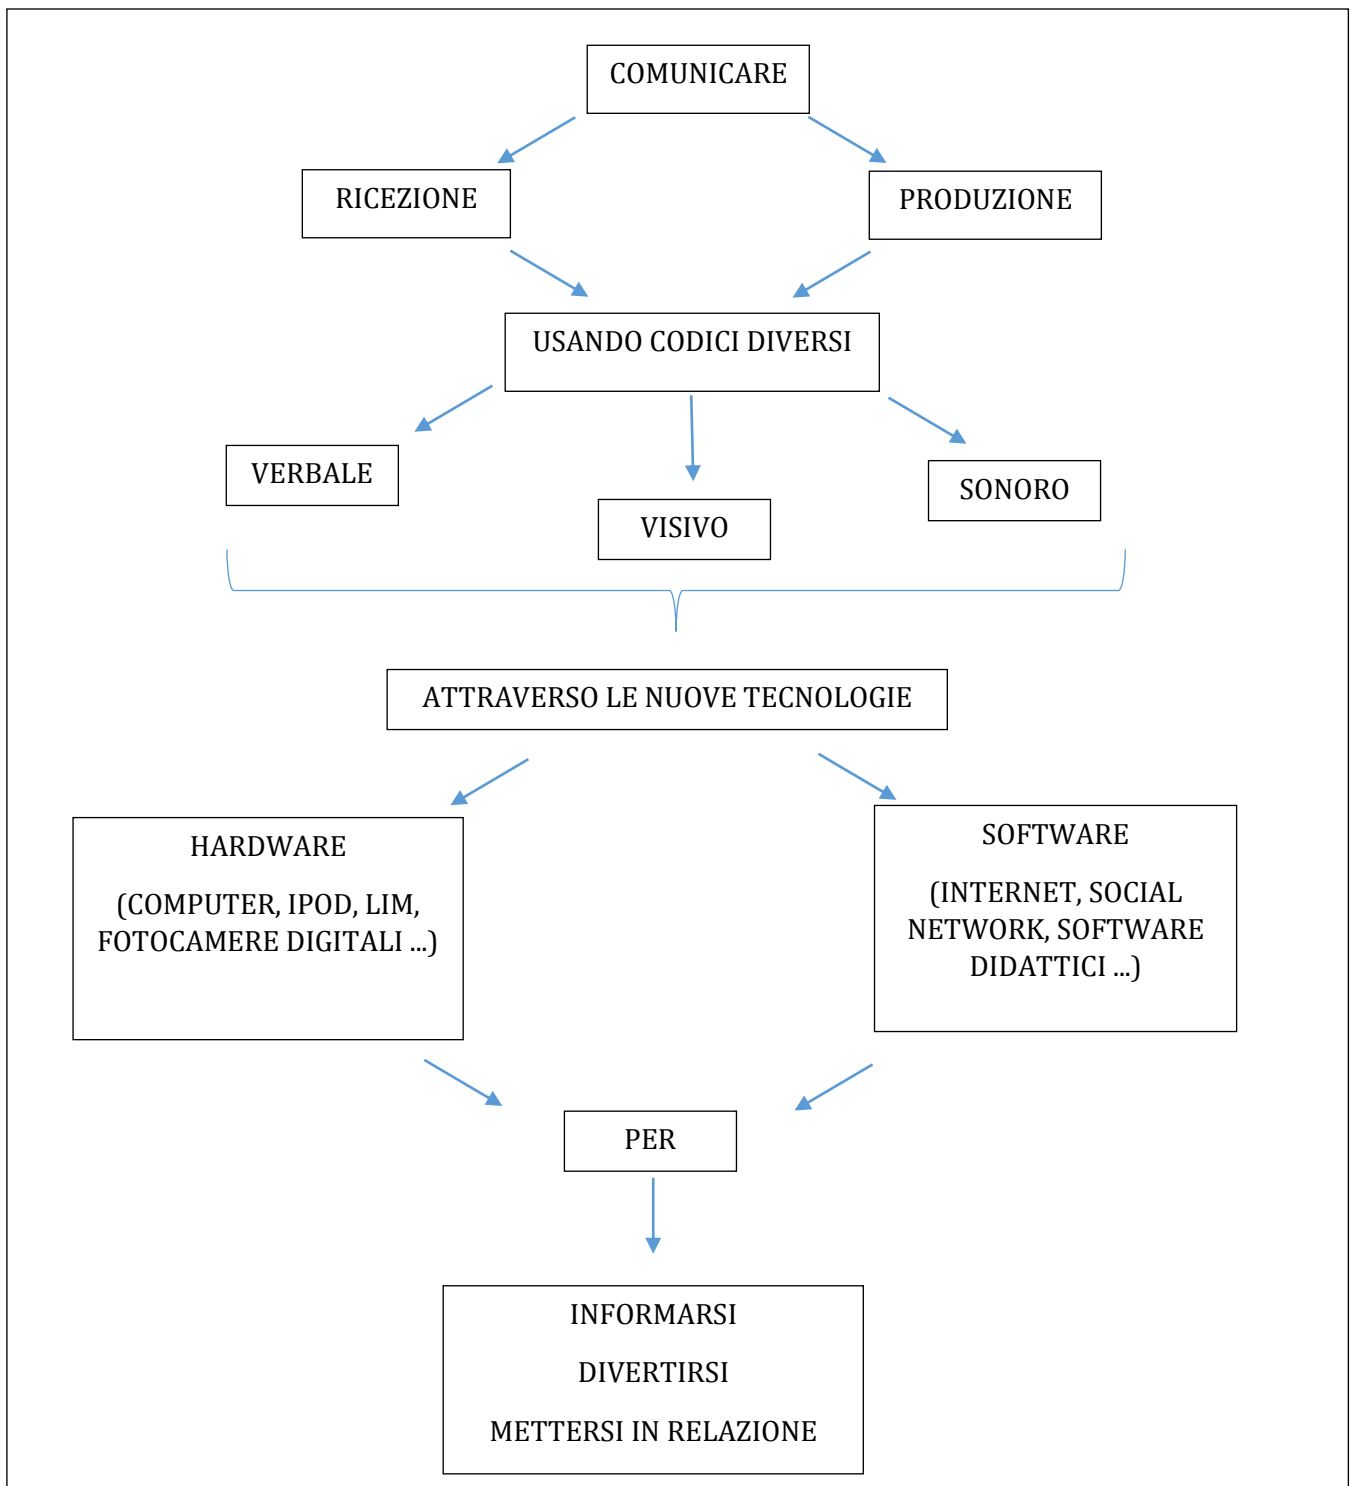 COMUNICARE
RICEZIONE
PRODUZIONE
USANDO CODICI DIVERSI
VERBALE
SONORO
VISIVO
ATTRAVERSO LE NUOVE TECNOLOGIE
HARDWARE
(COMPUTER, IPOD, LIM,
FOTOCAMERE DIGITALI ...)
SOFTWARE
(INTERNET, SOCIAL
NETWORK, SOFTWARE
DIDATTICI ...)
PER
INFORMARSI
DIVERTIRSI
METTERSI IN RELAZIONE